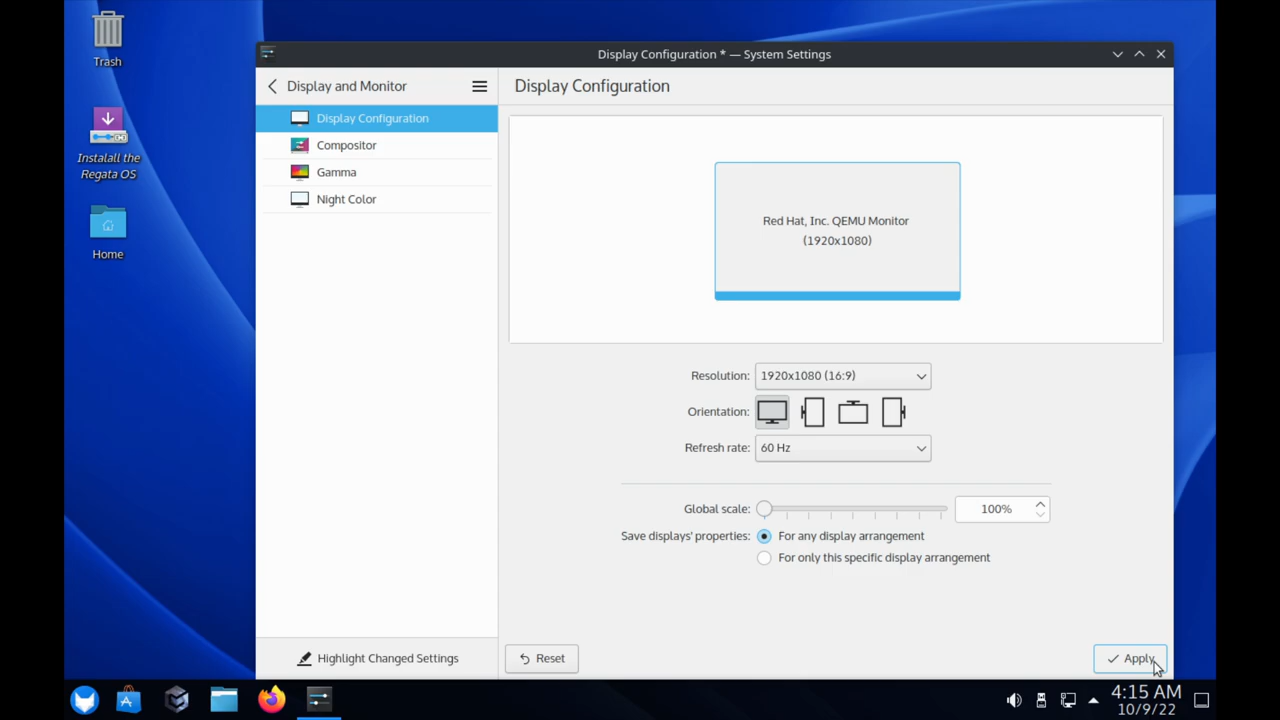 Trash
Instalall the
Regata OS
Home
Display Configuration * — System Settings
Display and Monitor
Display Configuration
Compositor
Gamma
Night Color
Highlight Changed Settings
Display Configuration
Red Hat, Inc. QEMU Monitor
(1920x1080)
Resolution: 1920x1080 (16:9)
Orientation:
Refresh rate: 60 Hz
Global scale: 100%
Save displays' properties: For any display arrangement
For only this specific display arrangement
Reset
Apply
4:15 AM
10/9/22